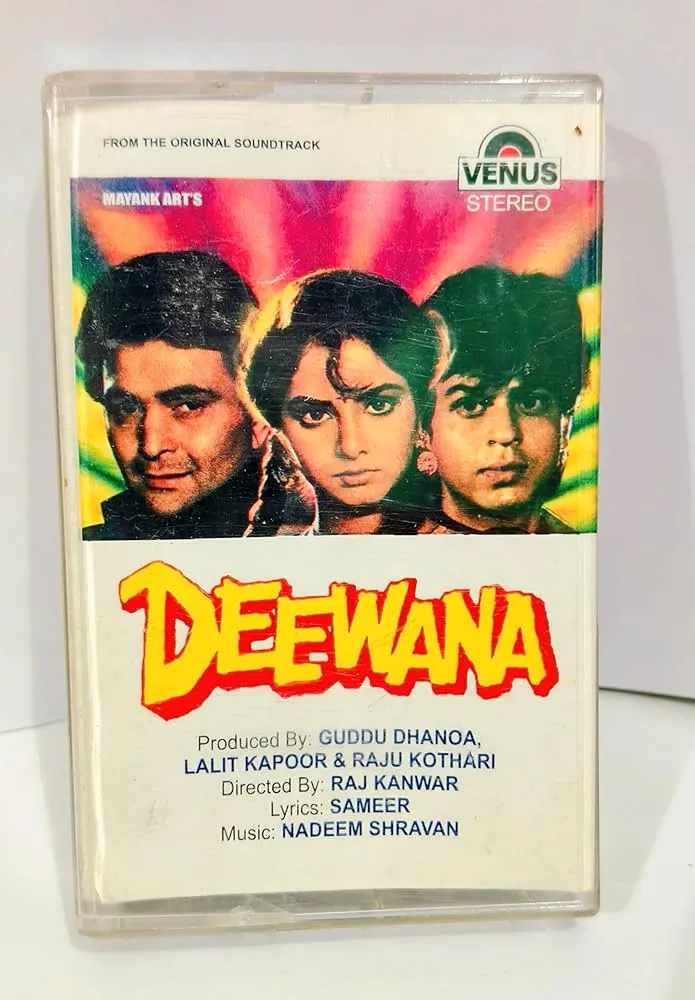 FROM THE ORIGINAL SOUNDTRACK
VENUS
STEREO
MAYANK ART'S
DEEWANA
Produced By: GUDDU DHANOA,
LALIT KAPOOR & RAJU KOTHARI
Directed By: RAJ KANWAR
Lyrics: SAMEER
Music: NADEEM SHRAVAN